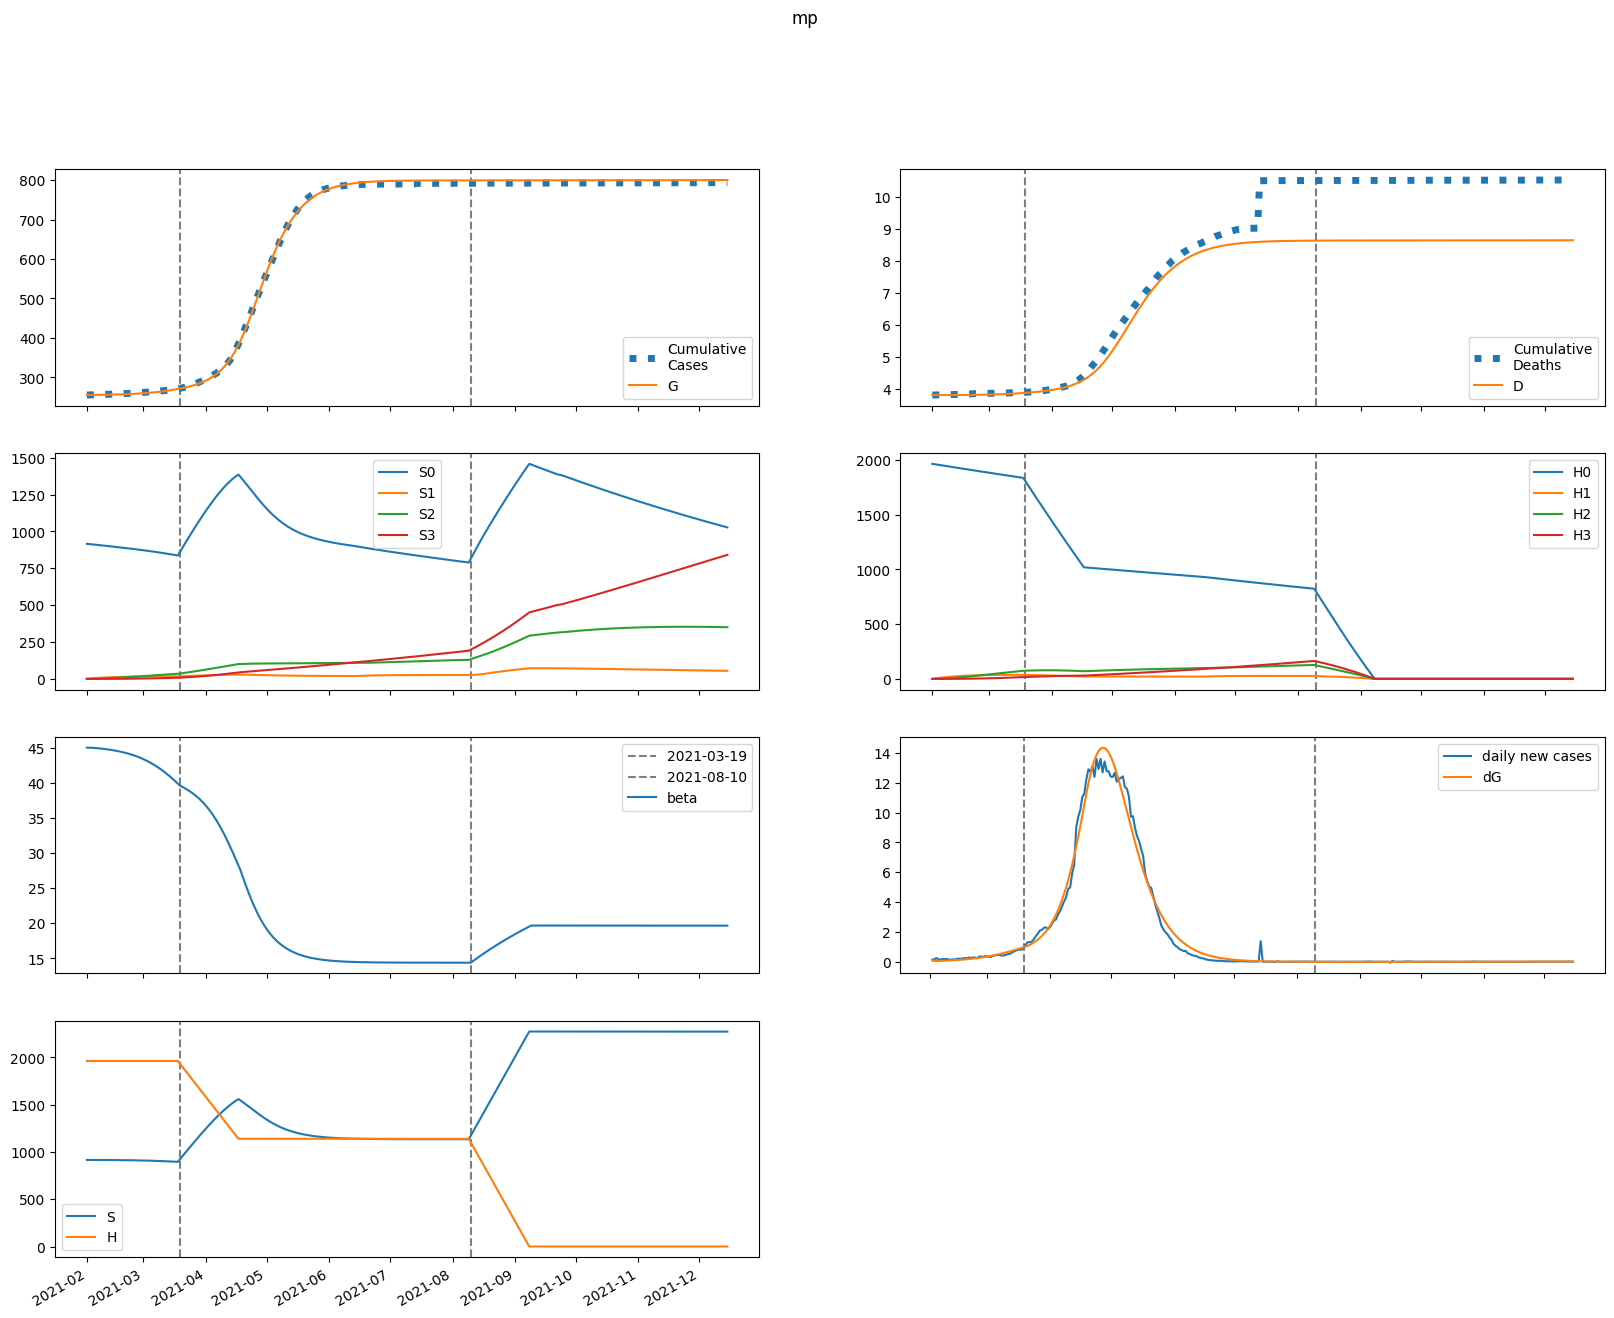 mp
800
700
600
500
400
300
Cumulative
Cases
G
10
9
8
7
6
5
4
Cumulative
Deaths
D
1500
1250
1000
750
500
250
0
S0
S1
S2
S3
2000
1500
1000
500
0
H0
H1
H2
H3
45
40
35
30
25
20
15
2021-03-19
2021-08-10
beta
14
12
10
8
6
4
2
0
daily new cases
dG
2000
1500
1000
500
0
S
H
2021-02
2021-03
2021-04
2021-05
2021-06
2021-07
2021-08
2021-09
2021-10
2021-11
2021-12